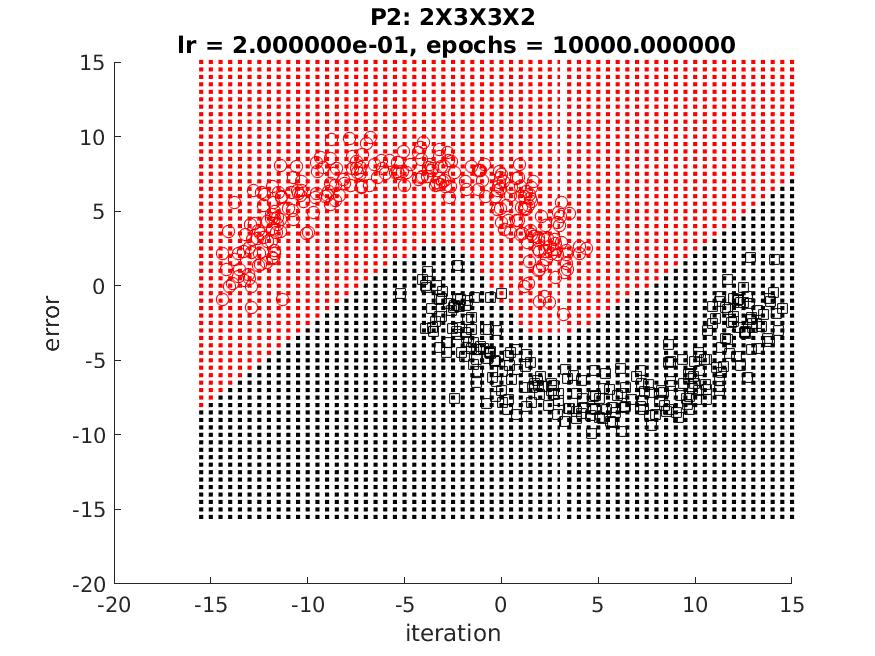 P2: 2X3X3X2
lr = 2.000000e-01, epochs = 10000.000000
15
10
5
0
-5
-10
-15
-20
error
-20 -15 -10 -5 0 5 10 15
iteration